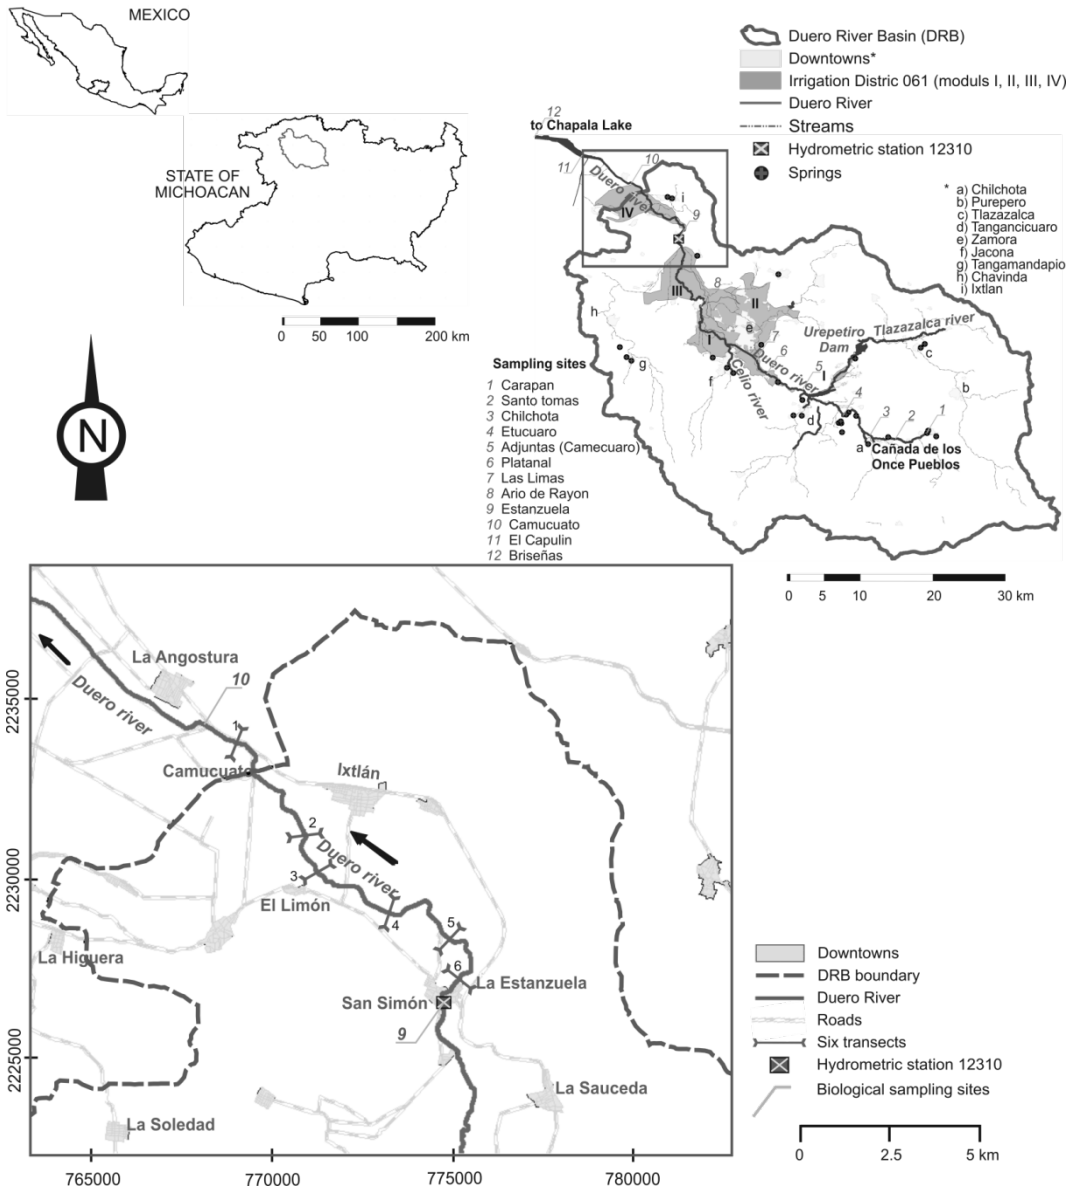 MEXICO
STATE OF
MICHOACAN
0 50 100 200 km
N
Duero River Basin (DRB)
Downtowns*
Irrigation Distric 061 (moduls I, II, III, IV)
Duero River
Streams
Hydrometric station 12310
Springs
* a) Chilchota
b) Purepero
c) Tlazazalca
d) Tangancicuaro
e) Zamora
f) Jacona
g) Tangamandapio
h) Chavinda
i) Ixtlan
12
to Chapala Lake
11
10
Duero river
i
IV
9
III
8
II
h
e
7
I
6
Urepetiro
Dam
Tlazazalca river
c
g
f
Duero river
5
I
Celio river
b
4
d
3
2
1
a
Cañada de los
Once Pueblos
Sampling sites
1 Carapan
2 Santo tomas
3 Chilchota
4 Etucuaro
5 Adjuntas (Camecuaro)
6 Platanal
7 Las Limas
8 Ario de Rayon
9 Estanzuela
10 Camucuato
11 El Capulin
12 Briseñas
0 5 10 20 30 km
La Angostura
10
Duero river
1
Camucuato
Ixtlán
2
Duero river
3
El Limón
4
5
La Higuera
6
La Estanzuela
San Simón
9
La Sauceda
La Soledad
2235000
2230000
2225000
765000 770000 775000 780000
Downtowns
DRB boundary
Duero River
Roads
Six transects
Hydrometric station 12310
Biological sampling sites
0 2.5 5 km